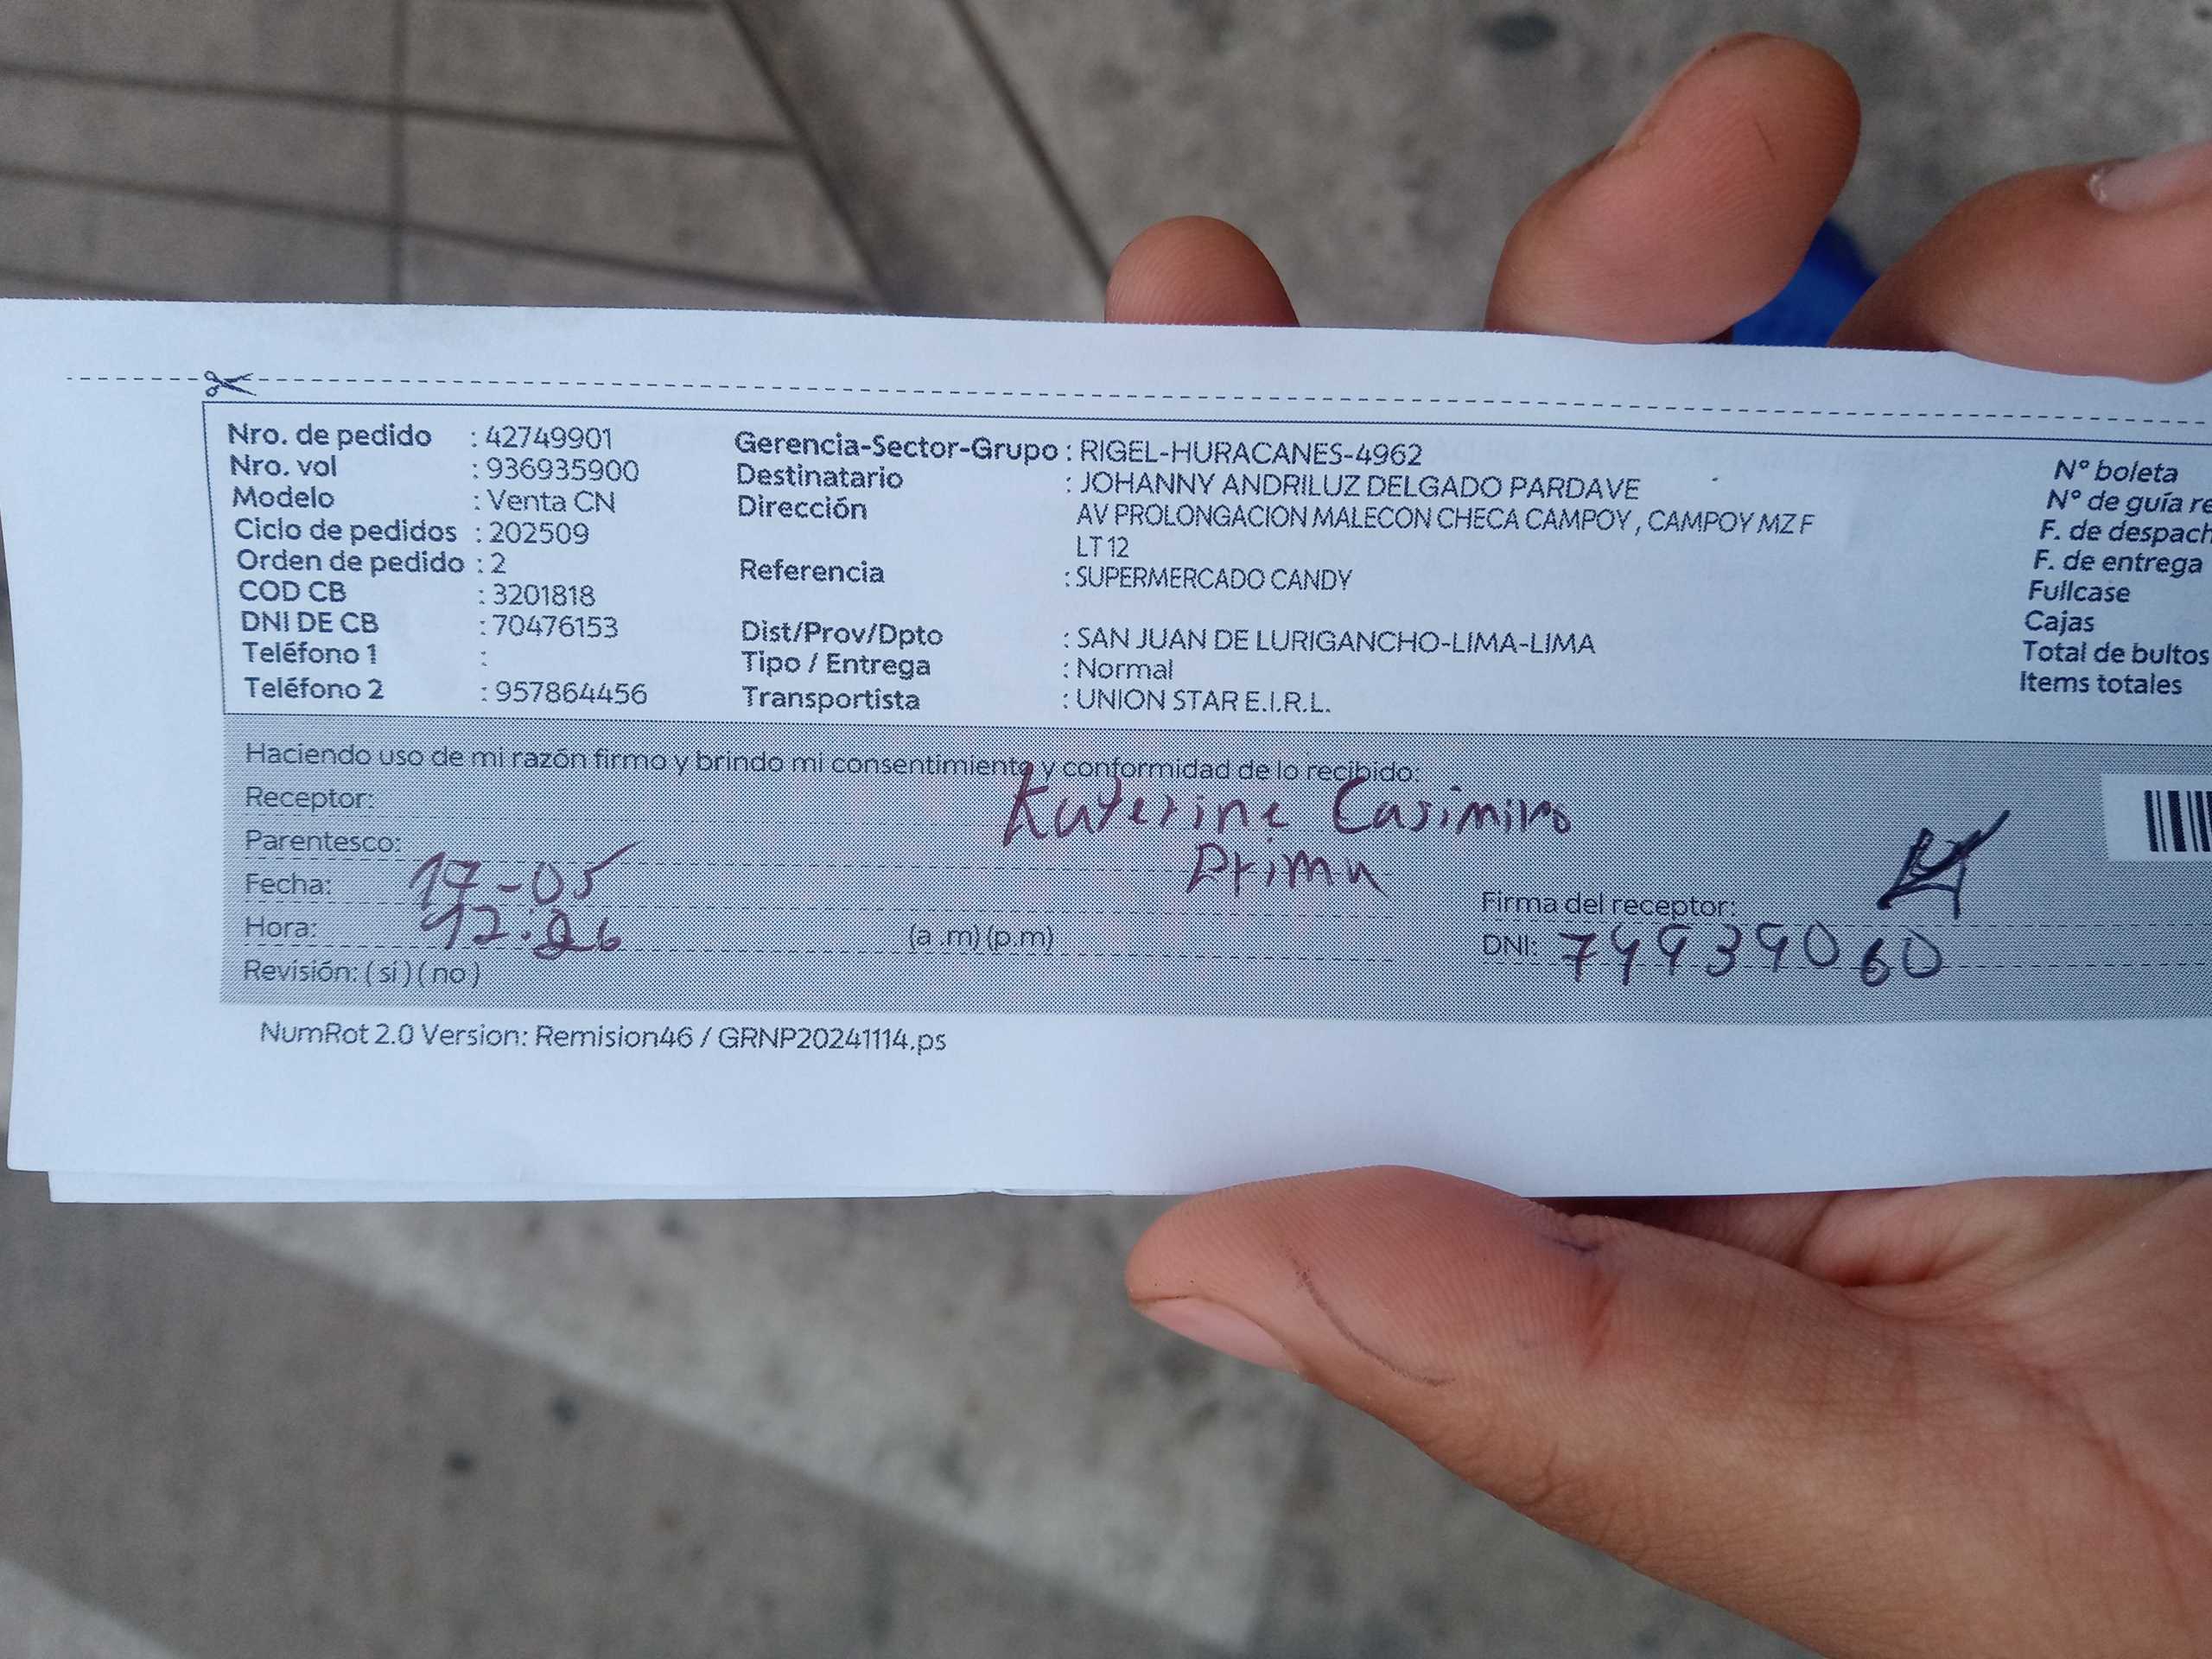 Nro. de pedido : 42749901
Nro. vol : 936935900
Modelo : Venta CN
Ciclo de pedidos : 202509
Orden de pedido : 2
COD CB : 3201818
DNI DE CB : 70476153
Teléfono 1 :
Teléfono 2 : 957864456
Gerencia-Sector-Grupo : RIGEL-HURACANES-4962
Destinatario : JOHANNY ANDRILUZ DELGADO PARDAVE
Dirección AV PROLONGACION MALECON CHECA CAMPOY , CAMPOY MZ F
LT 12
Referencia : SUPERMERCADO CANDY
Dist/Prov/Dpto : SAN JUAN DE LURIGANCHO-LIMA-LIMA
Tipo / Entrega : Normal
Transportista : UNION STAR E.I.R.L.
N° boleta
N° de guía re
F. de despach
F. de entrega
Fullcase
Cajas
Total de bultos
Items totales
Haciendo uso de mi razón firmo y brindo mi consentimiento y conformidad de lo recibido:
Receptor: Katerine Casimiro
Parentesco: Prima
Fecha: 17-05
Hora: 12:26 (a .m) (p.m)
Revisión: ( si ) ( no )
Firma del receptor:
DNI:
NumRot 2.0 Version: Remision46 / GRNP20241114.ps